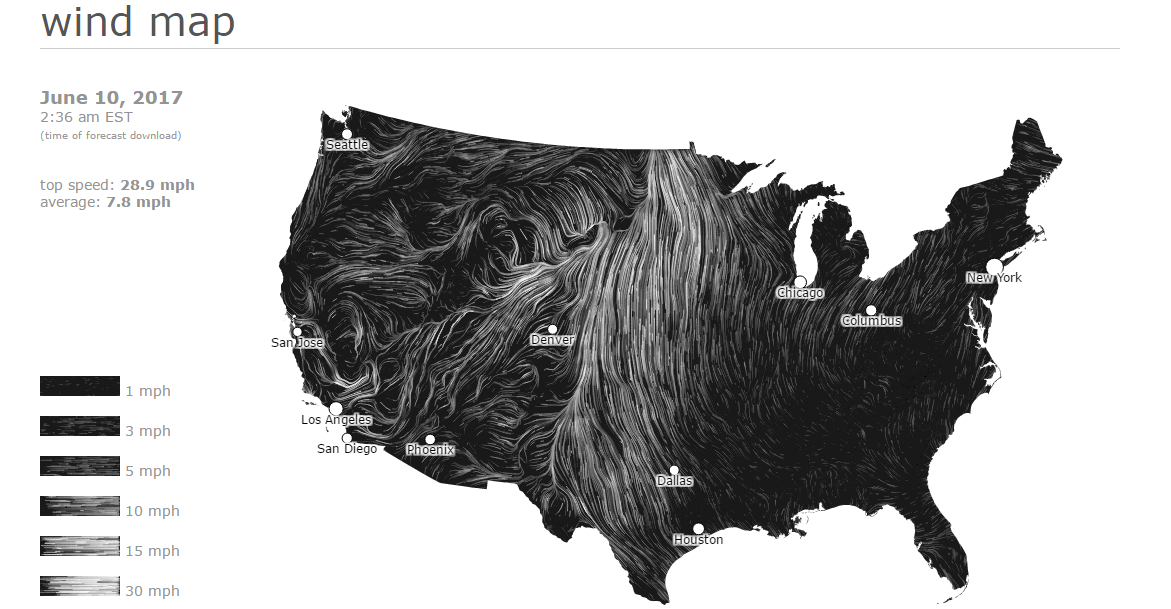 wind map
June 10, 2017
2:36 am EST
(time of forecast download)
top speed: 28.9 mph
average: 7.8 mph
1 mph
3 mph
5 mph
10 mph
15 mph
30 mph
Seattle
New York
Chicago
Columbus
Denver
San Jose
Los Angeles
San Diego
Phoenix
Dallas
Houston